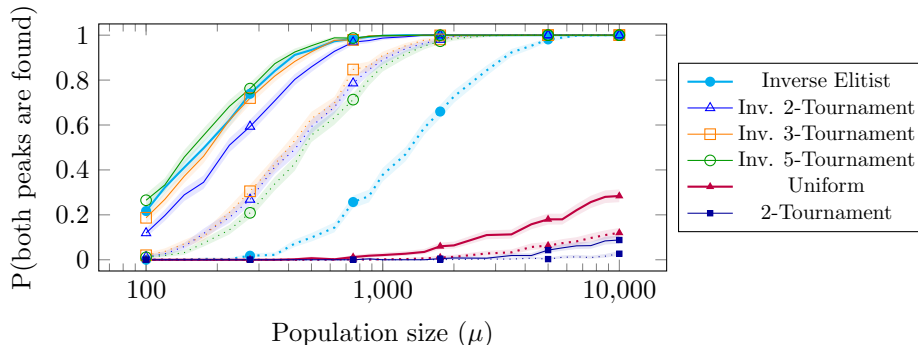 P(both peaks are found)
1
0.8
0.6
0.4
0.2
0
100
1,000
10,000
Population size (μ)
Inverse Elitist
Inv. 2-Tournament
Inv. 3-Tournament
Inv. 5-Tournament
Uniform
2-Tournament